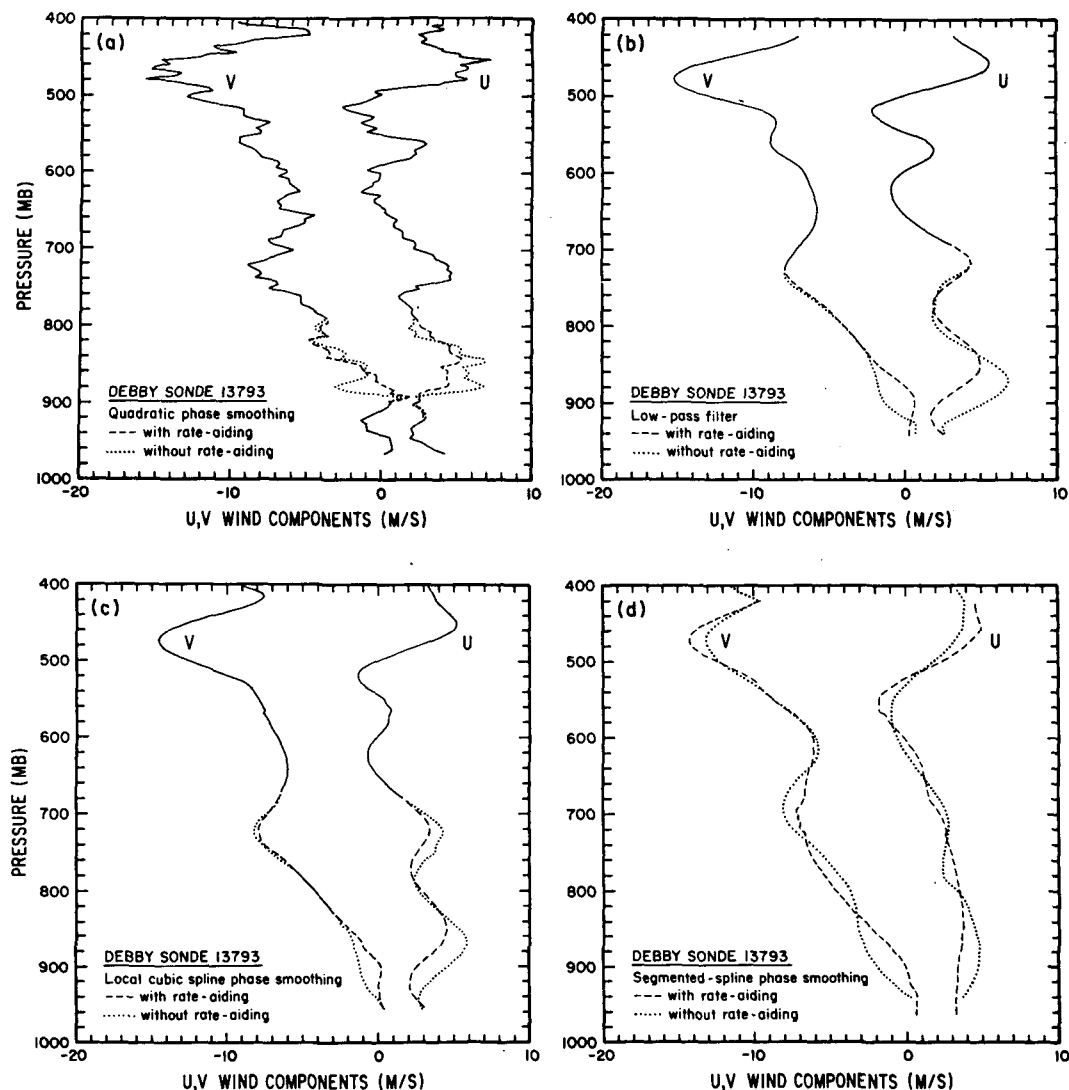 (a)
V
U
PRESSURE (MB)
400
500
600
700
800
900
1000
DEBBY SONDE 13793
Quadratic phase smoothing
--- with rate-aiding
...... without rate-aiding
-20
-10
0
10
U,V WIND COMPONENTS (M/S)
(b)
V
U
400
500
600
700
800
900
1000
DEBBY SONDE 13793
Low-pass filter
--- with rate-aiding
...... without rate-aiding
-20
-10
0
10
U,V WIND COMPONENTS (M/S)
(c)
V
U
PRESSURE (MB)
400
500
600
700
800
900
1000
DEBBY SONDE 13793
Local cubic spline phase smoothing
--- with rate-aiding
...... without rate-aiding
-20
-10
0
10
U,V WIND COMPONENTS (M/S)
(d)
V
U
400
500
600
700
800
900
1000
DEBBY SONDE 13793
Segmented-spline phase smoothing
--- with rate-aiding
...... without rate-aiding
-20
-10
0
10
U,V WIND COMPONENTS (M/S)